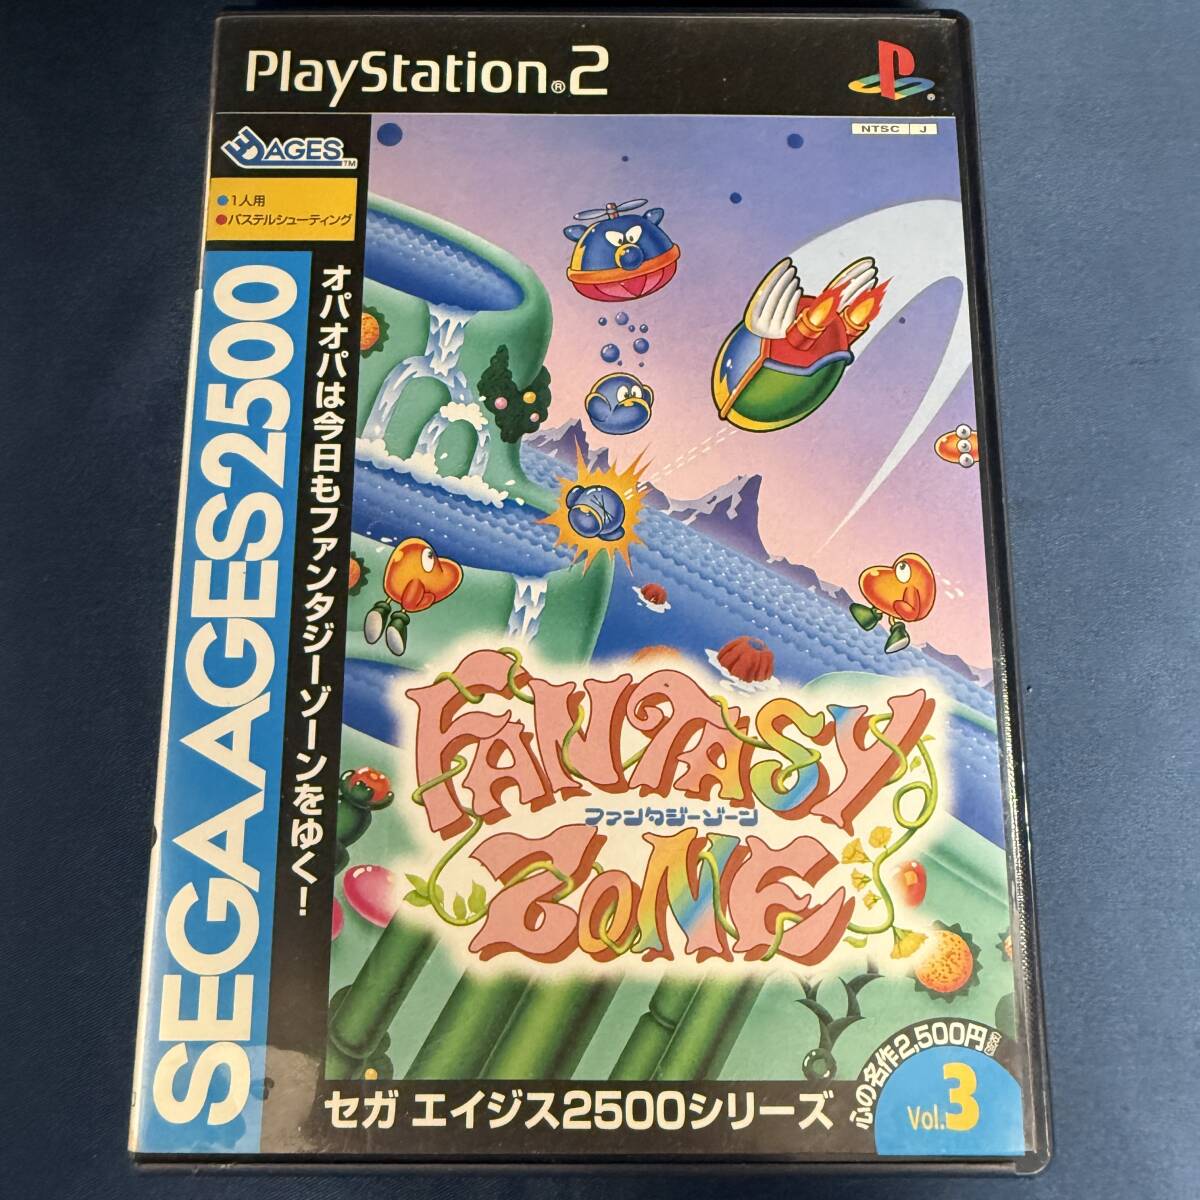 PlayStation®2
NTSC J
AGES™
●1人用
●パステルシューティング
SEGA AGES 2500
オパオパは今日もファンタジーゾーンをゆく!
FANTASY
ファンタジーゾーン
ZONE
心の名作2,500円
Vol.3
セガ エイジス2500シリーズ